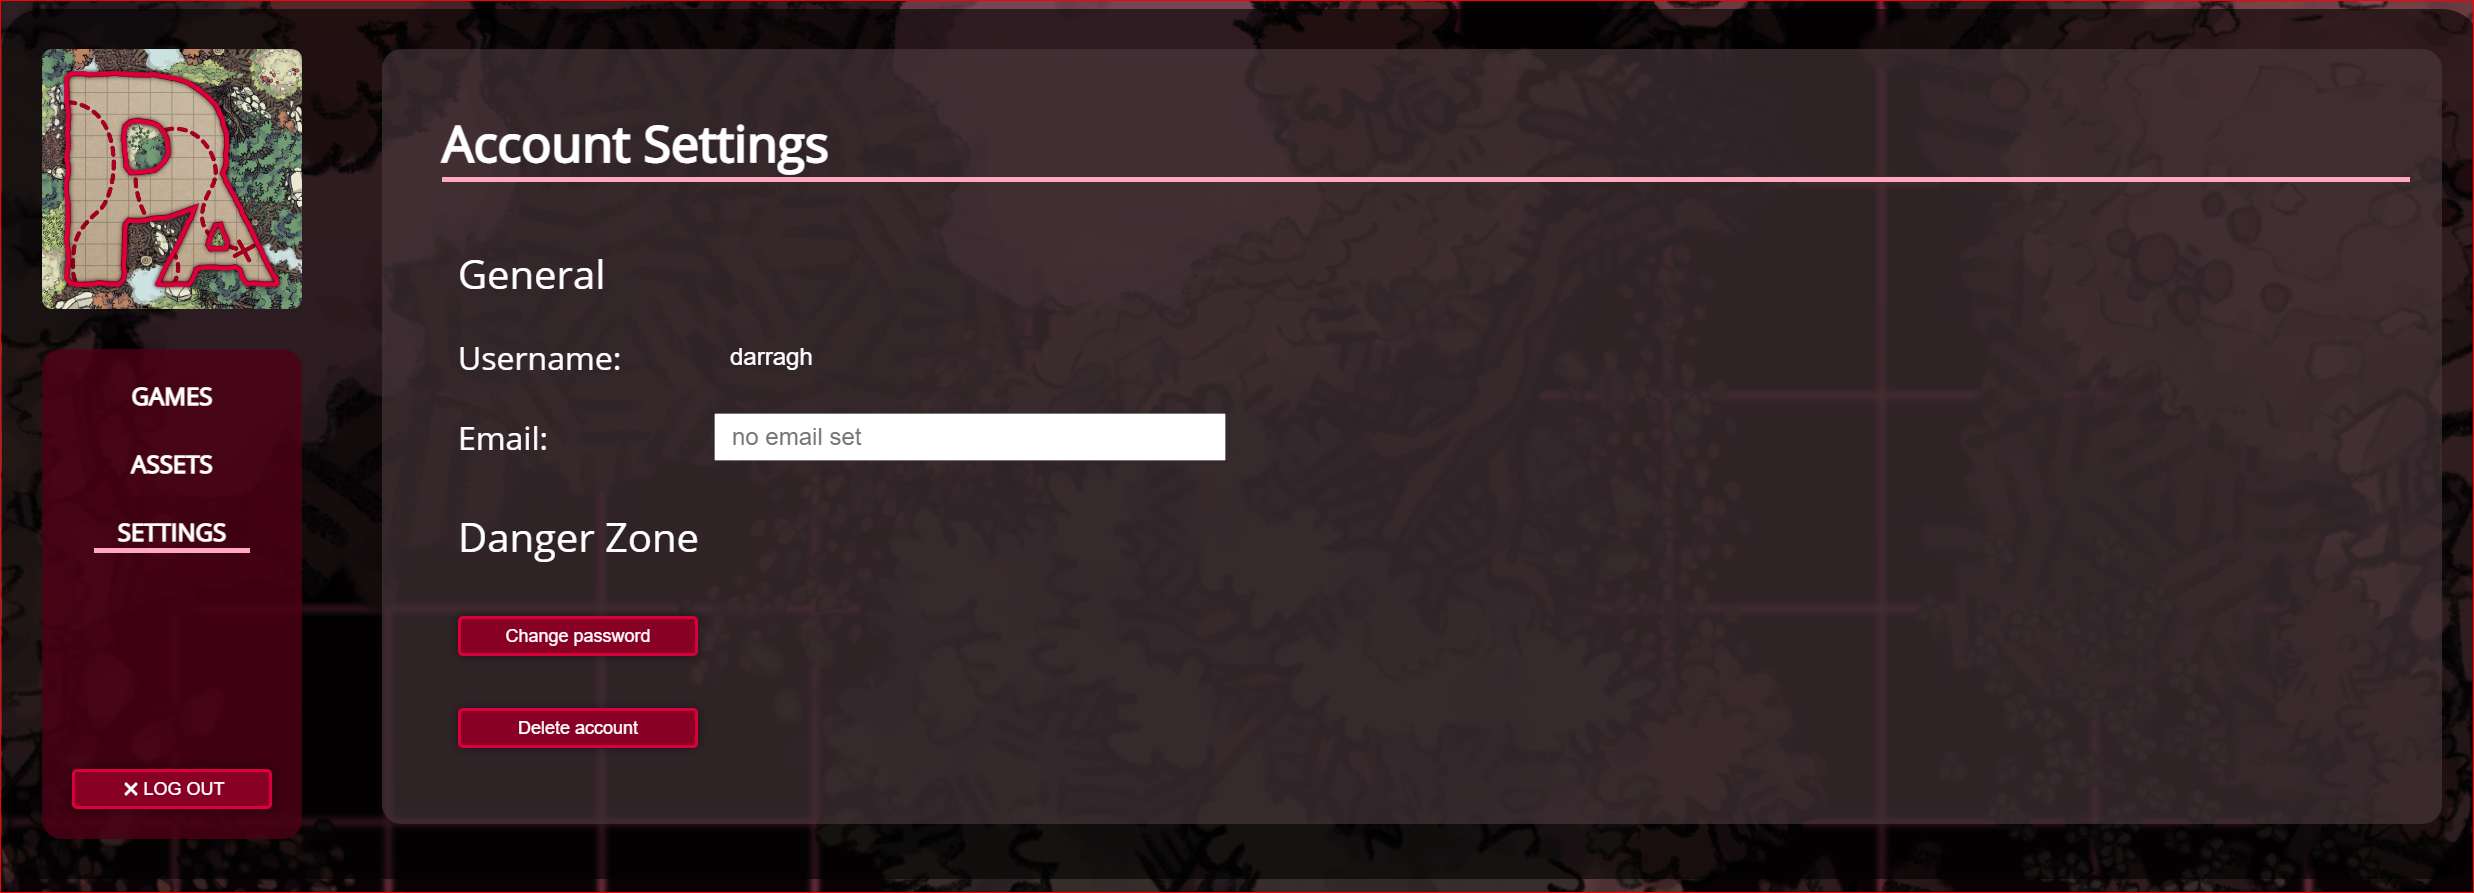 PA
GAMES
ASSETS
SETTINGS
× LOG OUT
Account Settings
General
Username: darragh
Email: no email set
Danger Zone
Change password
Delete account